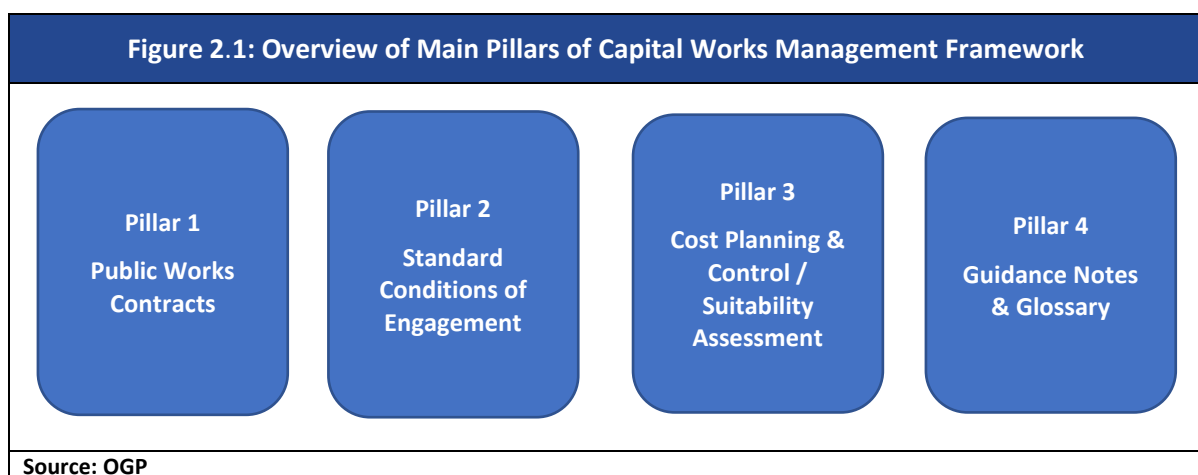 Figure 2.1: Overview of Main Pillars of Capital Works Management Framework
Pillar 1
Public Works
Contracts
Pillar 2
Standard
Conditions of
Engagement
Pillar 3
Cost Planning &
Control /
Suitability
Assessment
Pillar 4
Guidance Notes
& Glossary
Source: OGP